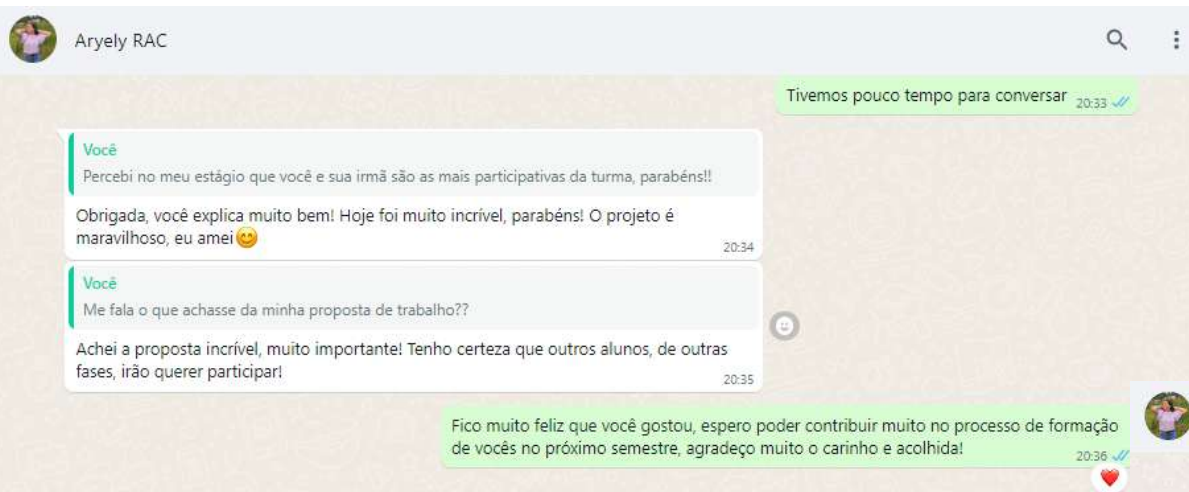 Aryely RAC
Tivemos pouco tempo para conversar 20:33
Você
Percebi no meu estágio que você e sua irmã são as mais participativas da turma, parabéns!!
Obrigada, você explica muito bem! Hoje foi muito incrível, parabéns! O projeto é
maravilhoso, eu amei😊
20:34
Você
Me fala o que achasse da minha proposta de trabalho??
Achei a proposta incrível, muito importante! Tenho certeza que outros alunos, de outras
fases, irão querer participar!
20:35
Fico muito feliz que você gostou, espero poder contribuir muito no processo de formação
de vocês no próximo semestre, agradeço muito o carinho e acolhida!
20:36